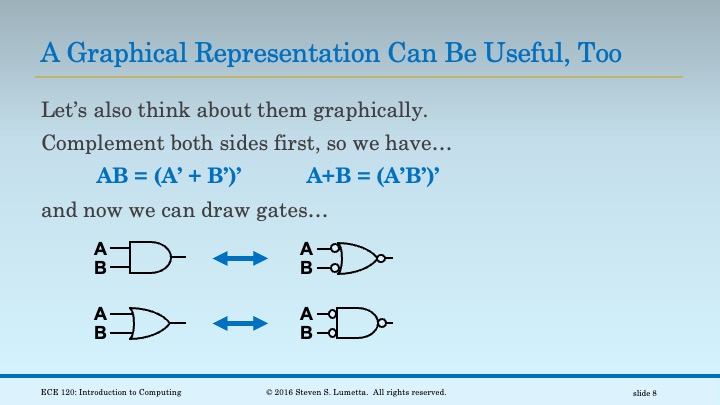 A Graphical Representation Can Be Useful, Too
Let’s also think about them graphically.
Complement both sides first, so we have…
AB = (A’ + B’)’ A+B = (A’B’)’
and now we can draw gates…
A A
B B
A A
B B
ECE 120: Introduction to Computing © 2016 Steven S. Lumetta. All rights reserved. slide 8